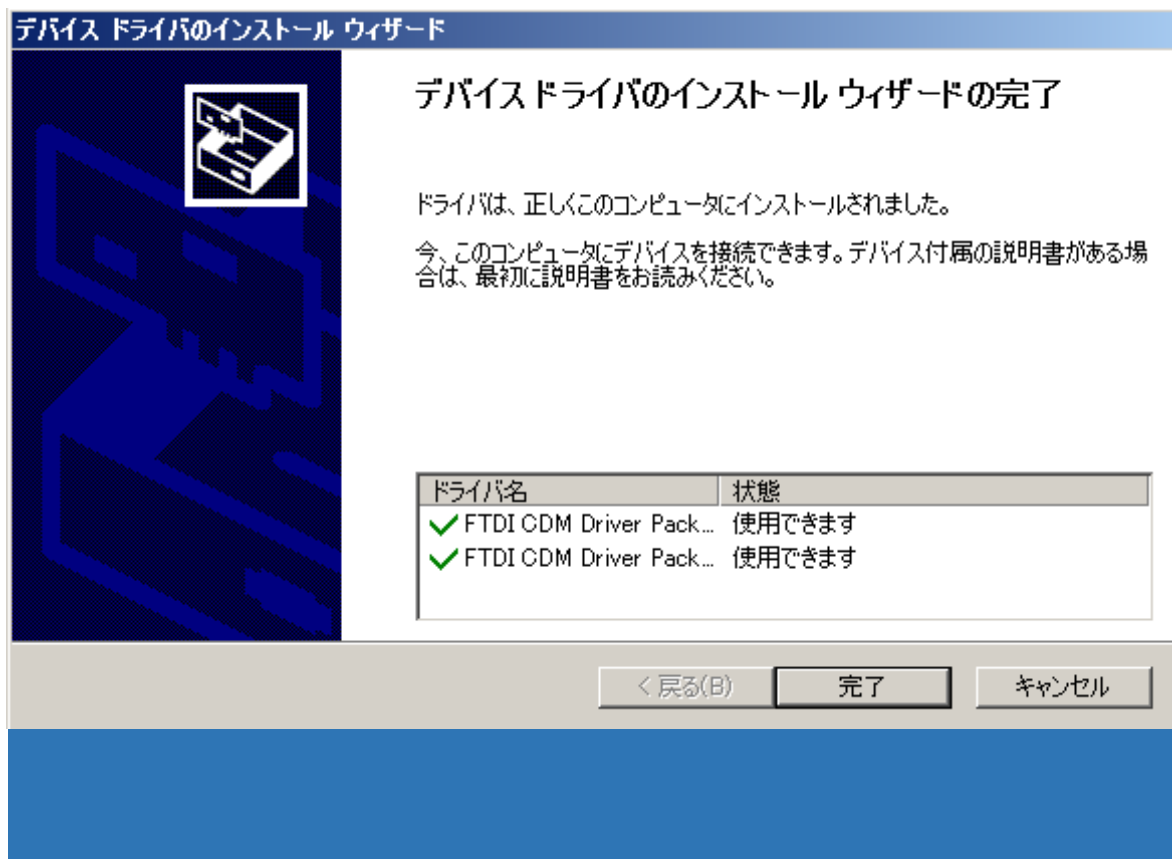 デバイス ドライバのインストール ウィザード
デバイス ドライバのインストール ウィザードの完了
ドライバは、正しくこのコンピュータにインストールされました。
今、このコンピュータにデバイスを接続できます。デバイス付属の説明書がある場
合は、最初に説明書をお読みください。
ドライバ名 状態
FTDI CDM Driver Pack... 使用できます
FTDI CDM Driver Pack... 使用できます
< 戻る(B) 完了 キャンセル